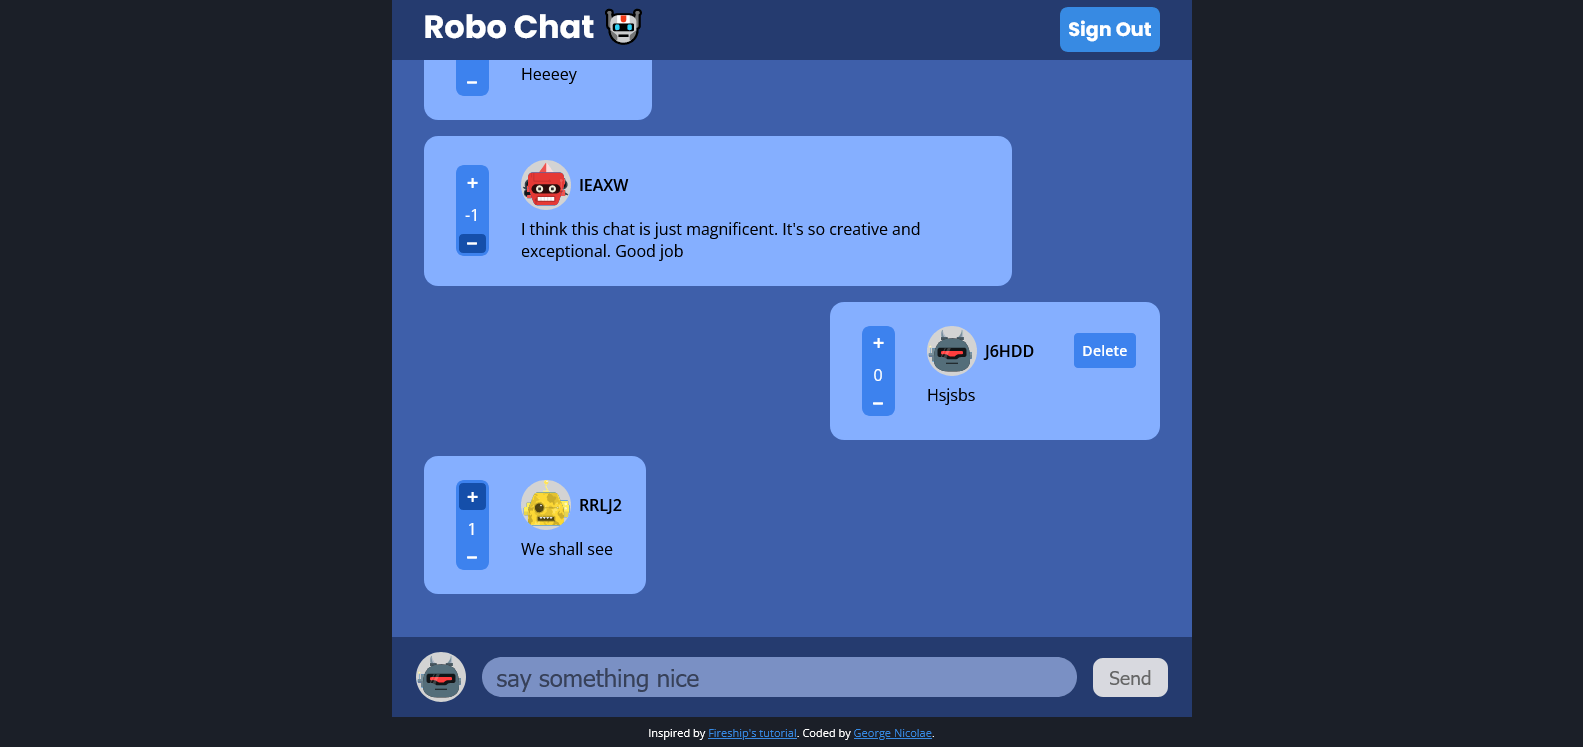 Robo Chat
Sign Out
−
Heeeey
+
-1
−
IEAXW
I think this chat is just magnificent. It's so creative and
exceptional. Good job
+
0
−
J6HDD
Delete
Hsjsbs
+
1
−
RRLJ2
We shall see
say something nice
Send
Inspired by Fireship's tutorial. Coded by George Nicolae.